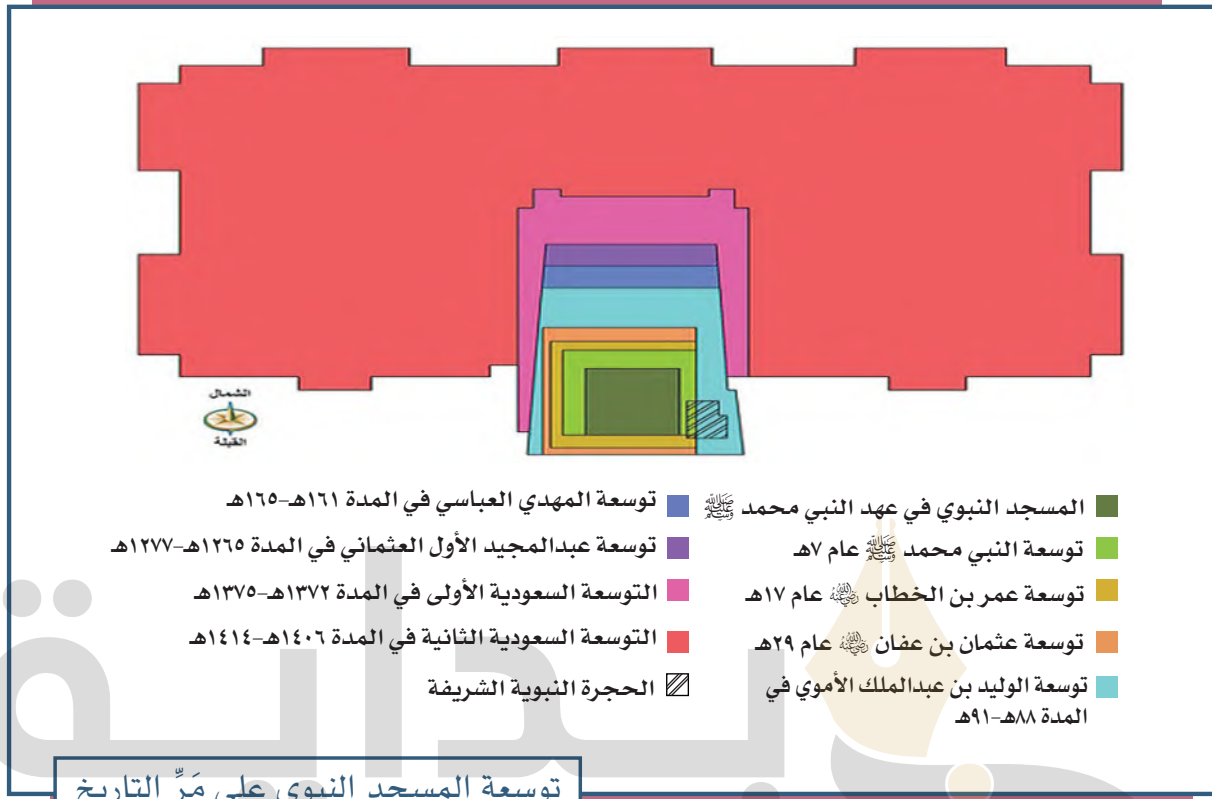 الشمال
القبلة
المسجد النبوي في عهد النبي محمد ﷺ
توسعة النبي محمد ﷺ عام ٧هـ
توسعة عمر بن الخطاب رضي الله عنه عام ١٧هـ
توسعة عثمان بن عفان رضي الله عنه عام ٢٩هـ
توسعة الوليد بن عبدالملك الأموي في
المدة ٨٨هـ-٩١هـ
توسعة المهدي العباسي في المدة ١٦١هـ-١٦٥هـ
توسعة عبدالمجيد الأول العثماني في المدة ١٢٦٥هـ-١٢٧٧هـ
التوسعة السعودية الأولى في المدة ١٣٧٢هـ-١٣٧٥هـ
التوسعة السعودية الثانية في المدة ١٤٠٦هـ-١٤١٤هـ
الحجرة النبوية الشريفة
بداية
توسعة المسجد النبوي على مَرِّ التاريخ